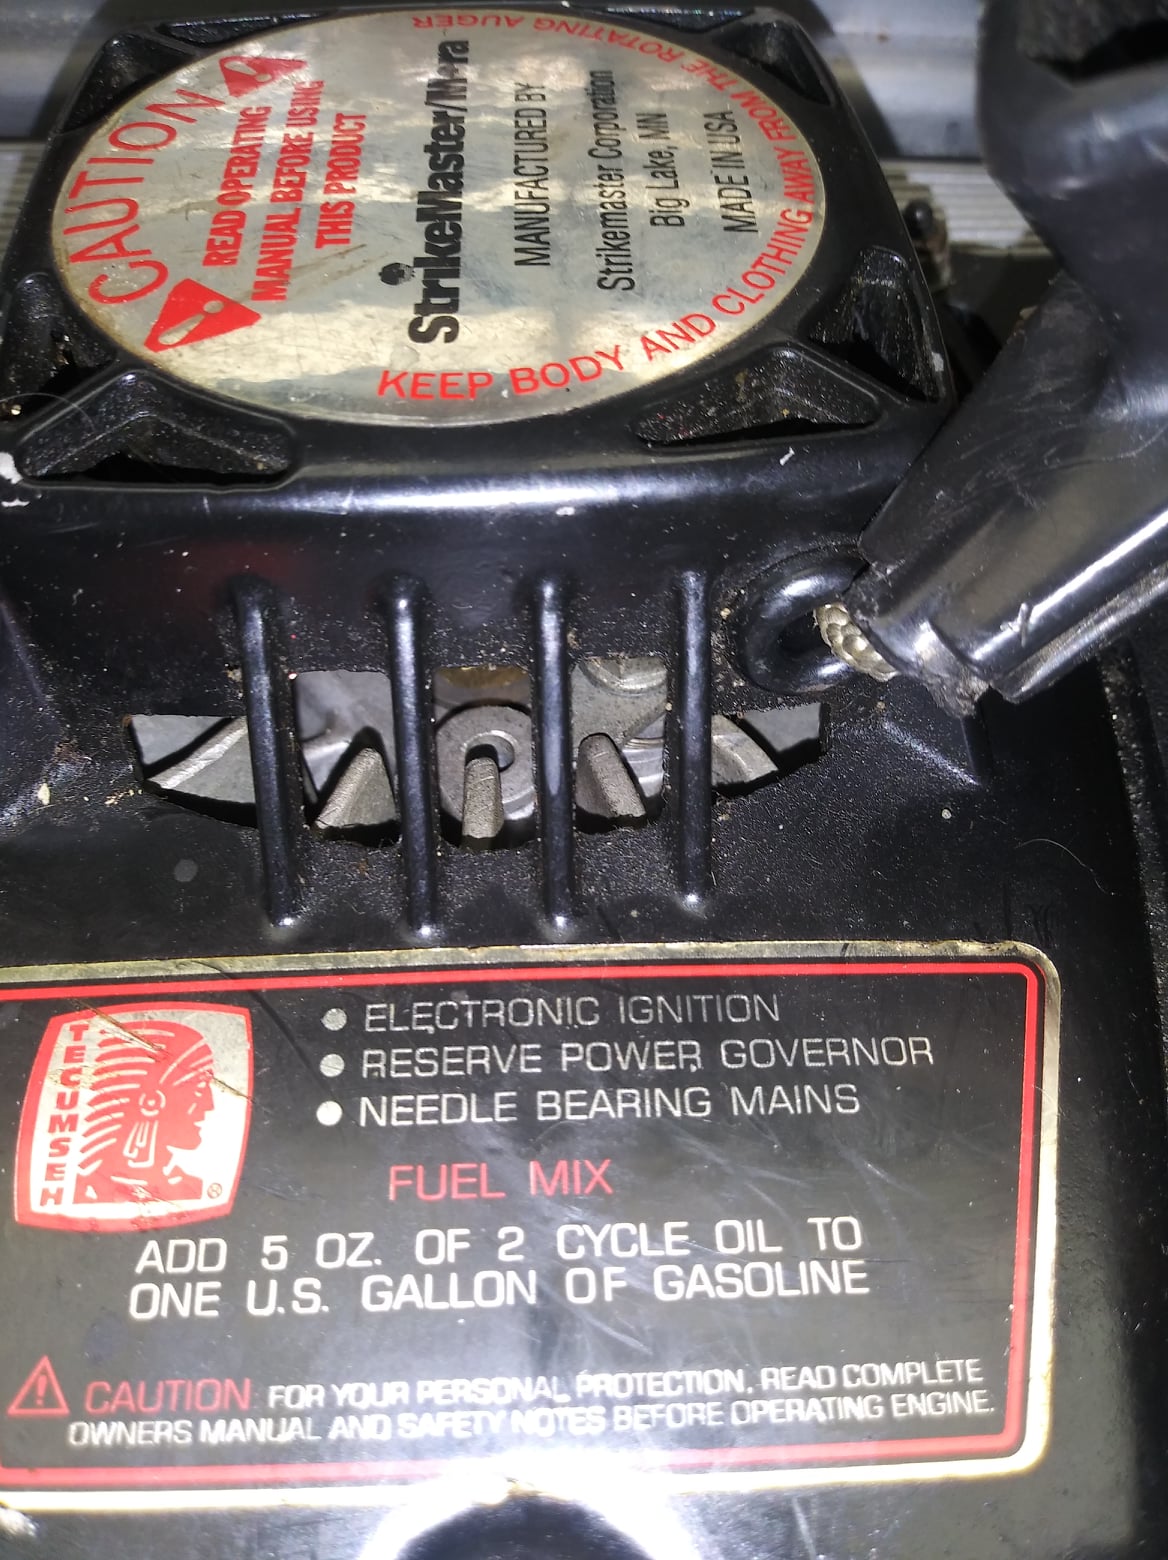 CAUTION
READ OPERATING
MANUAL BEFORE USING
THIS PRODUCT
StrikeMaster/Mora
MANUFACTURED BY
Strikemaster Corporation
Big Lake, MN
MADE IN USA
KEEP BODY AND CLOTHING AWAY FROM THE ROTATING AUGER
TECUMSEH
®
• ELECTRONIC IGNITION
• RESERVE POWER GOVERNOR
• NEEDLE BEARING MAINS
FUEL MIX
ADD 5 OZ. OF 2 CYCLE OIL TO
ONE U.S. GALLON OF GASOLINE
CAUTION FOR YOUR PERSONAL PROTECTION, READ COMPLETE
OWNERS MANUAL AND SAFETY NOTES BEFORE OPERATING ENGINE.